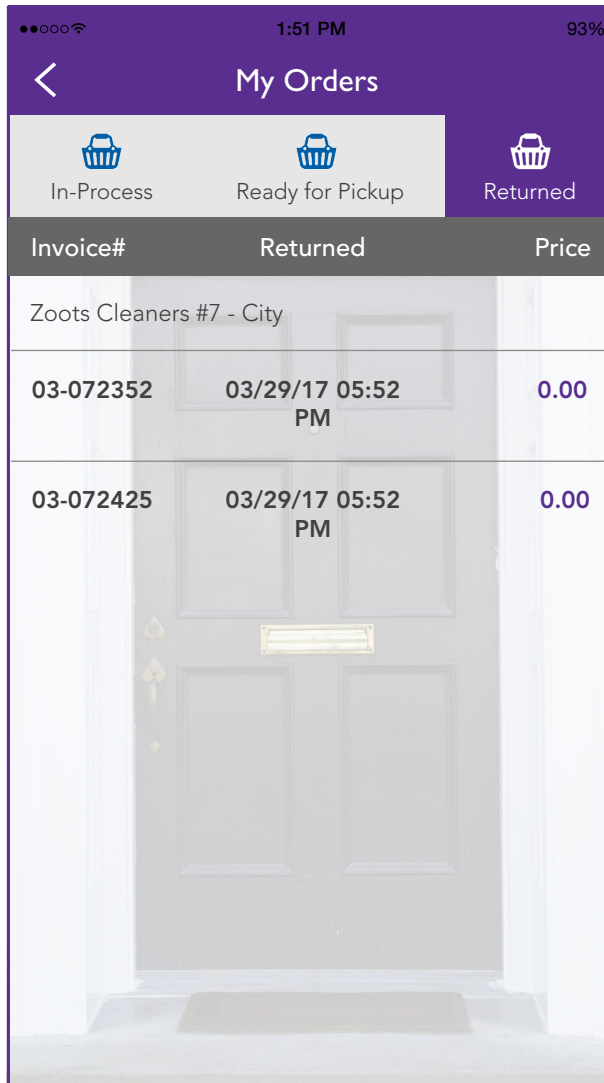 1:51 PM 93%
My Orders
In-Process Ready for Pickup Returned
Invoice# Returned Price
Zoots Cleaners #7 - City
03-072352 03/29/17 05:52 0.00
PM
03-072425 03/29/17 05:52 0.00
PM